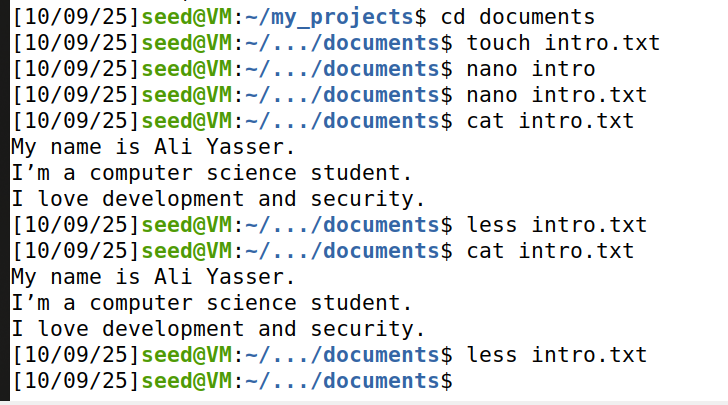 [10/09/25]seed@VM:~/my_projects$ cd documents
[10/09/25]seed@VM:~/.../documents$ touch intro.txt
[10/09/25]seed@VM:~/.../documents$ nano intro
[10/09/25]seed@VM:~/.../documents$ nano intro.txt
[10/09/25]seed@VM:~/.../documents$ cat intro.txt
My name is Ali Yasser.
I’m a computer science student.
I love development and security.
[10/09/25]seed@VM:~/.../documents$ less intro.txt
[10/09/25]seed@VM:~/.../documents$ cat intro.txt
My name is Ali Yasser.
I’m a computer science student.
I love development and security.
[10/09/25]seed@VM:~/.../documents$ less intro.txt
[10/09/25]seed@VM:~/.../documents$